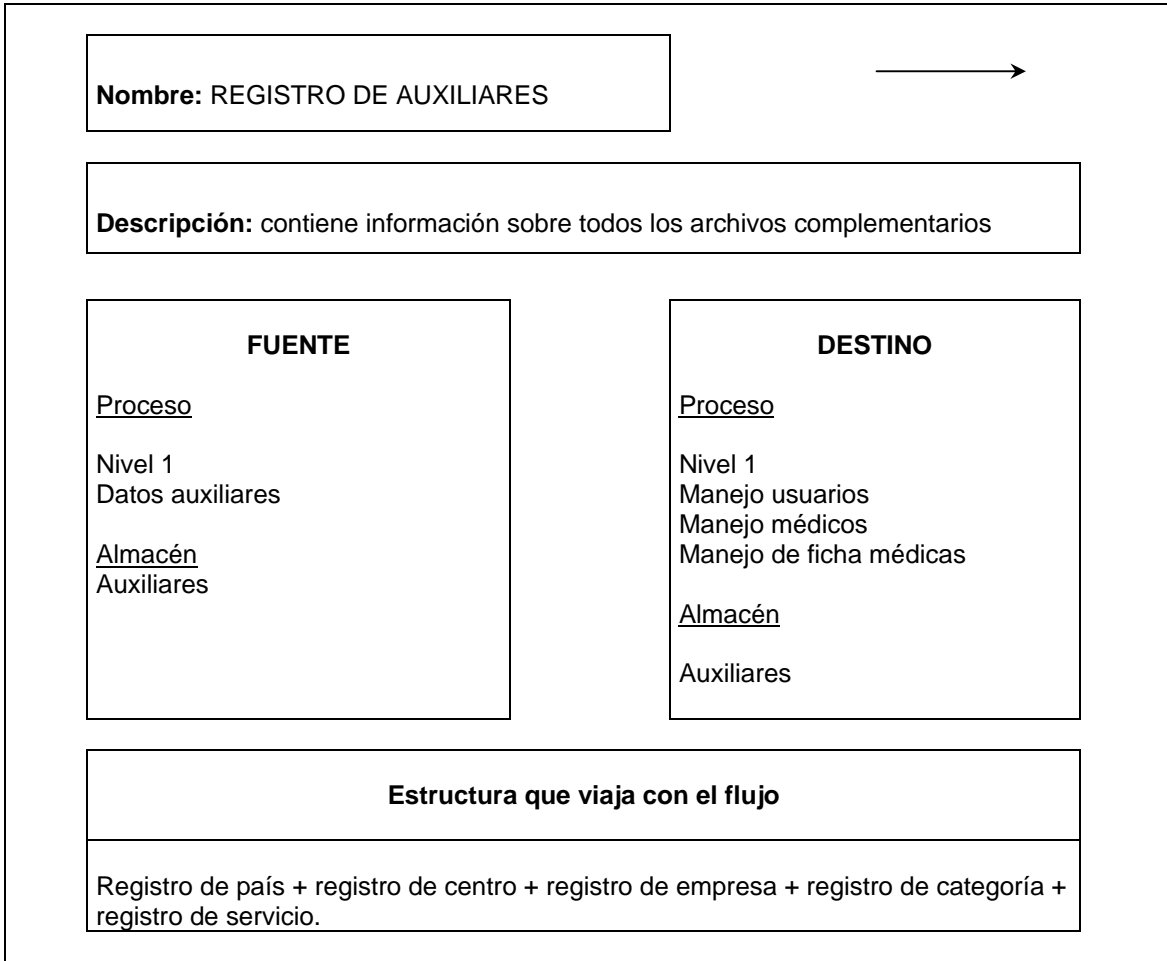 Nombre: REGISTRO DE AUXILIARES
Descripción: contiene información sobre todos los archivos complementarios
FUENTE
Proceso
Nivel 1
Datos auxiliares
Almacén
Auxiliares
DESTINO
Proceso
Nivel 1
Manejo usuarios
Manejo médicos
Manejo de ficha médicas
Almacén
Auxiliares
Estructura que viaja con el flujo
Registro de país + registro de centro + registro de empresa + registro de categoría +
registro de servicio.